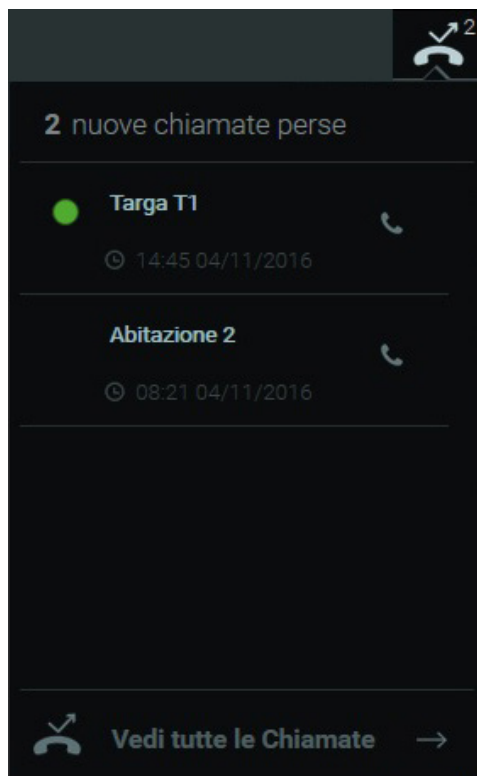 2
2 nuove chiamate perse
Targa T1
14:45 04/11/2016
Abitazione 2
08:21 04/11/2016
Vedi tutte le Chiamate